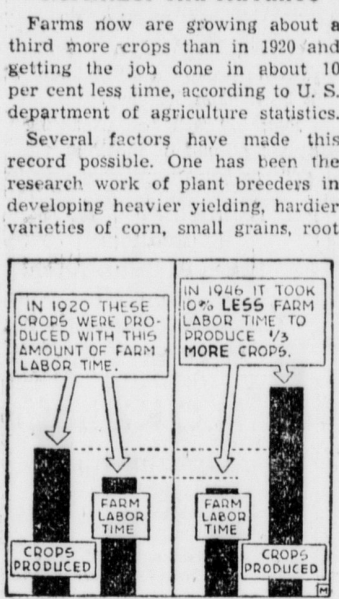 Farms now are growing about a
third more crops than in 1920 and
getting the job done in about 10
per cent less time, according to U. S.
department of agriculture statistics.
Several factors have made this
record possible. One has been the
research work of plant breeders in
developing heavier yielding, hardier
varieties of corn, small grains, root
IN 1920 THESE
CROPS WERE PRO-
DUCED WITH THIS
AMOUNT OF FARM
LABOR TIME.
IN 1946 IT TOOK
10% LESS FARM
LABOR TIME TO
PRODUCE 1/3
MORE CROPS.
FARM
LABOR
TIME
CROPS
PRODUCED
FARM
LABOR
TIME
CROPS
PRODUCED
M